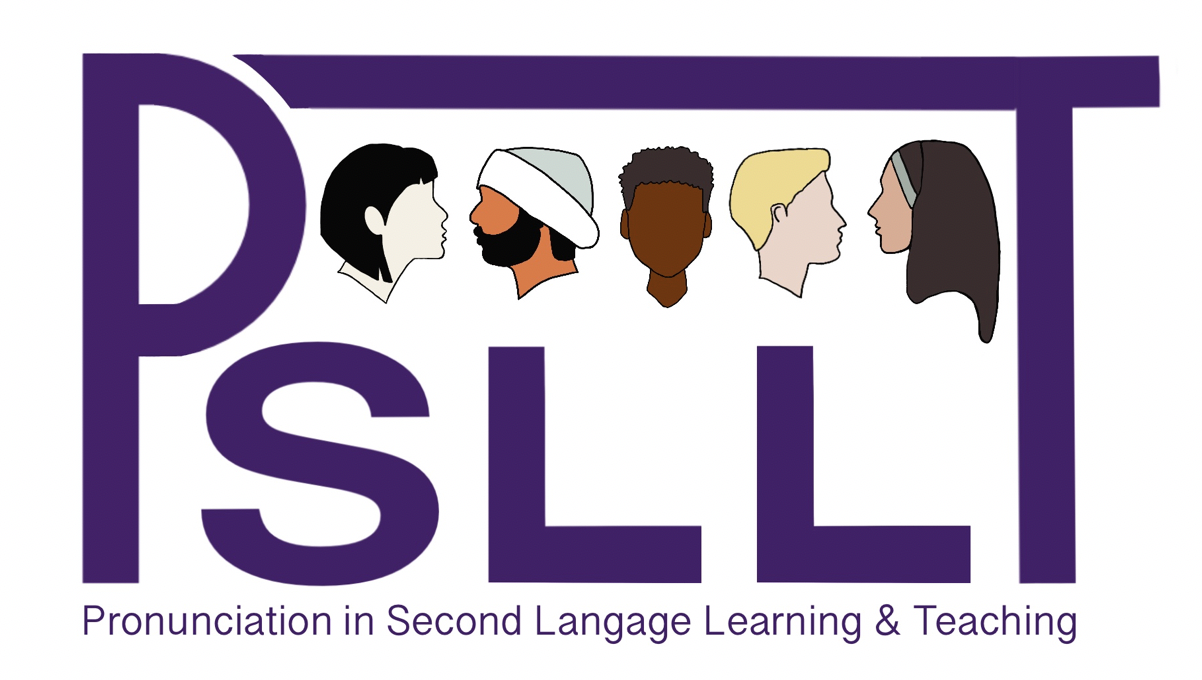 PSLLT
Pronunciation in Second Langage Learning & Teaching